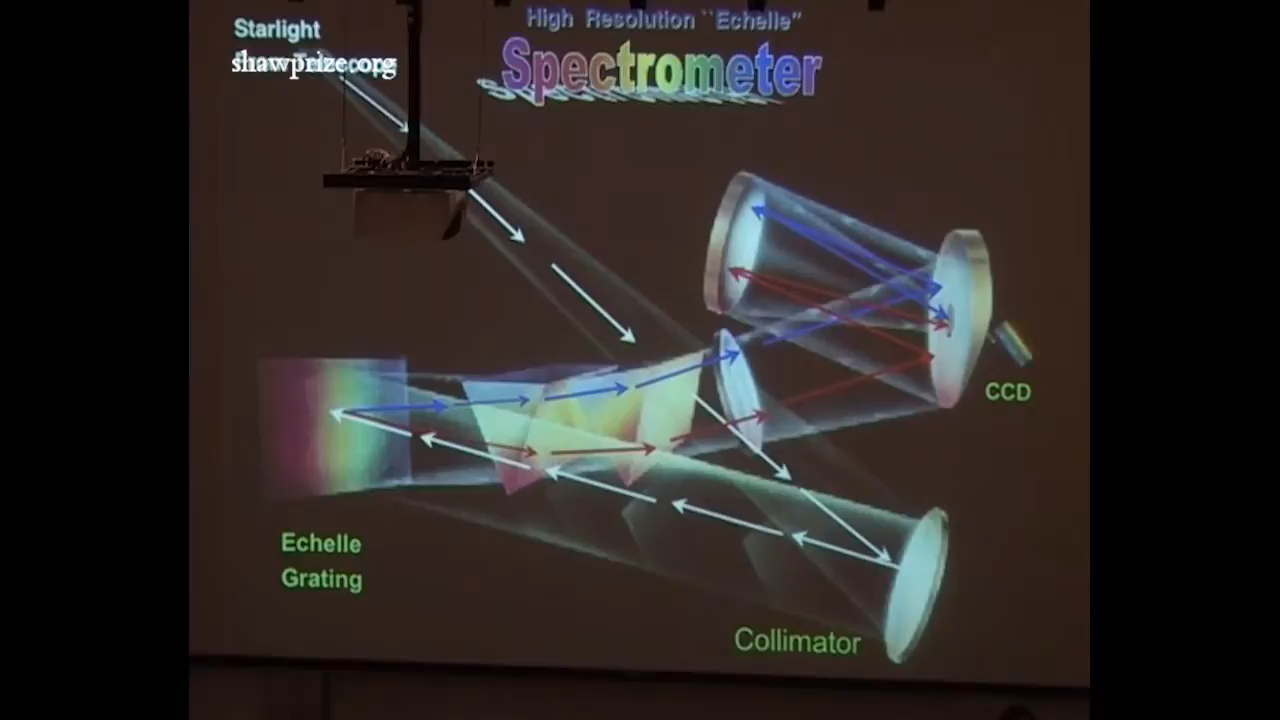 High Resolution ``Echelle"
Spectrometer
Starlight
shawprize.org
CCD
Echelle
Grating
Collimator